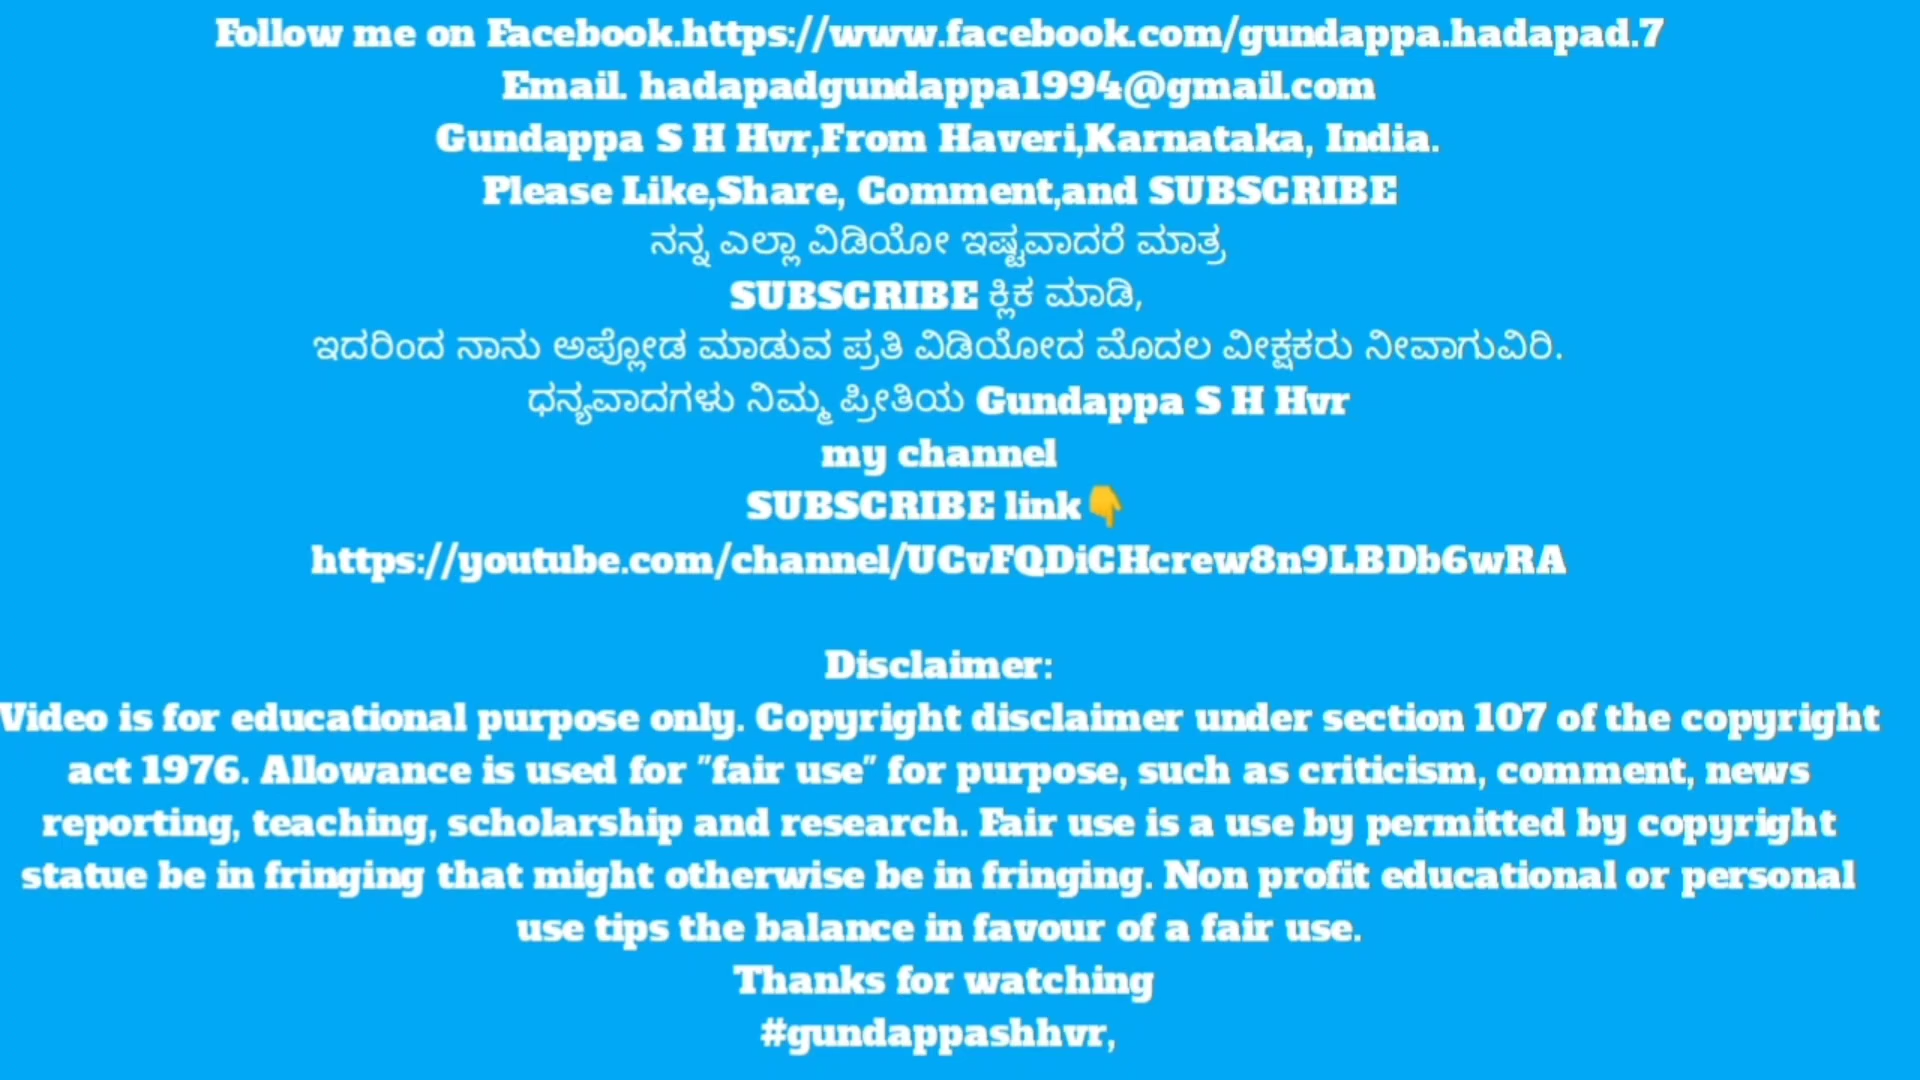 Follow me on Facebook.https://www.facebook.com/gundappa.hadapad.7
Email. hadapadgundappa1994@gmail.com
Gundappa S H Hvr,From Haveri,Karnataka, India.
Please Like,Share, Comment,and SUBSCRIBE
ನನ್ನ ಎಲ್ಲಾ ವಿಡಿಯೋ ಇಷ್ಟವಾದರೆ ಮಾತ್ರ
SUBSCRIBE ಕ್ಲಿಕ ಮಾಡಿ,
ಇದರಿಂದ ನಾನು ಅಪ್ಲೋಡ ಮಾಡುವ ಪ್ರತಿ ವಿಡಿಯೋದ ಮೊದಲ ವೀಕ್ಷಕರು ನೀವಾಗುವಿರಿ.
ಧನ್ಯವಾದಗಳು ನಿಮ್ಮ ಪ್ರೀತಿಯ Gundappa S H Hvr
my channel
SUBSCRIBE link👇
https://youtube.com/channel/UCvFQDiCHcrew8n9LBDb6wRA
Disclaimer:
Video is for educational purpose only. Copyright disclaimer under section 107 of the copyright
act 1976. Allowance is used for "fair use" for purpose, such as criticism, comment, news
reporting, teaching, scholarship and research. Fair use is a use by permitted by copyright
statue be in fringing that might otherwise be in fringing. Non profit educational or personal
use tips the balance in favour of a fair use.
Thanks for watching
#gundappashhvr,